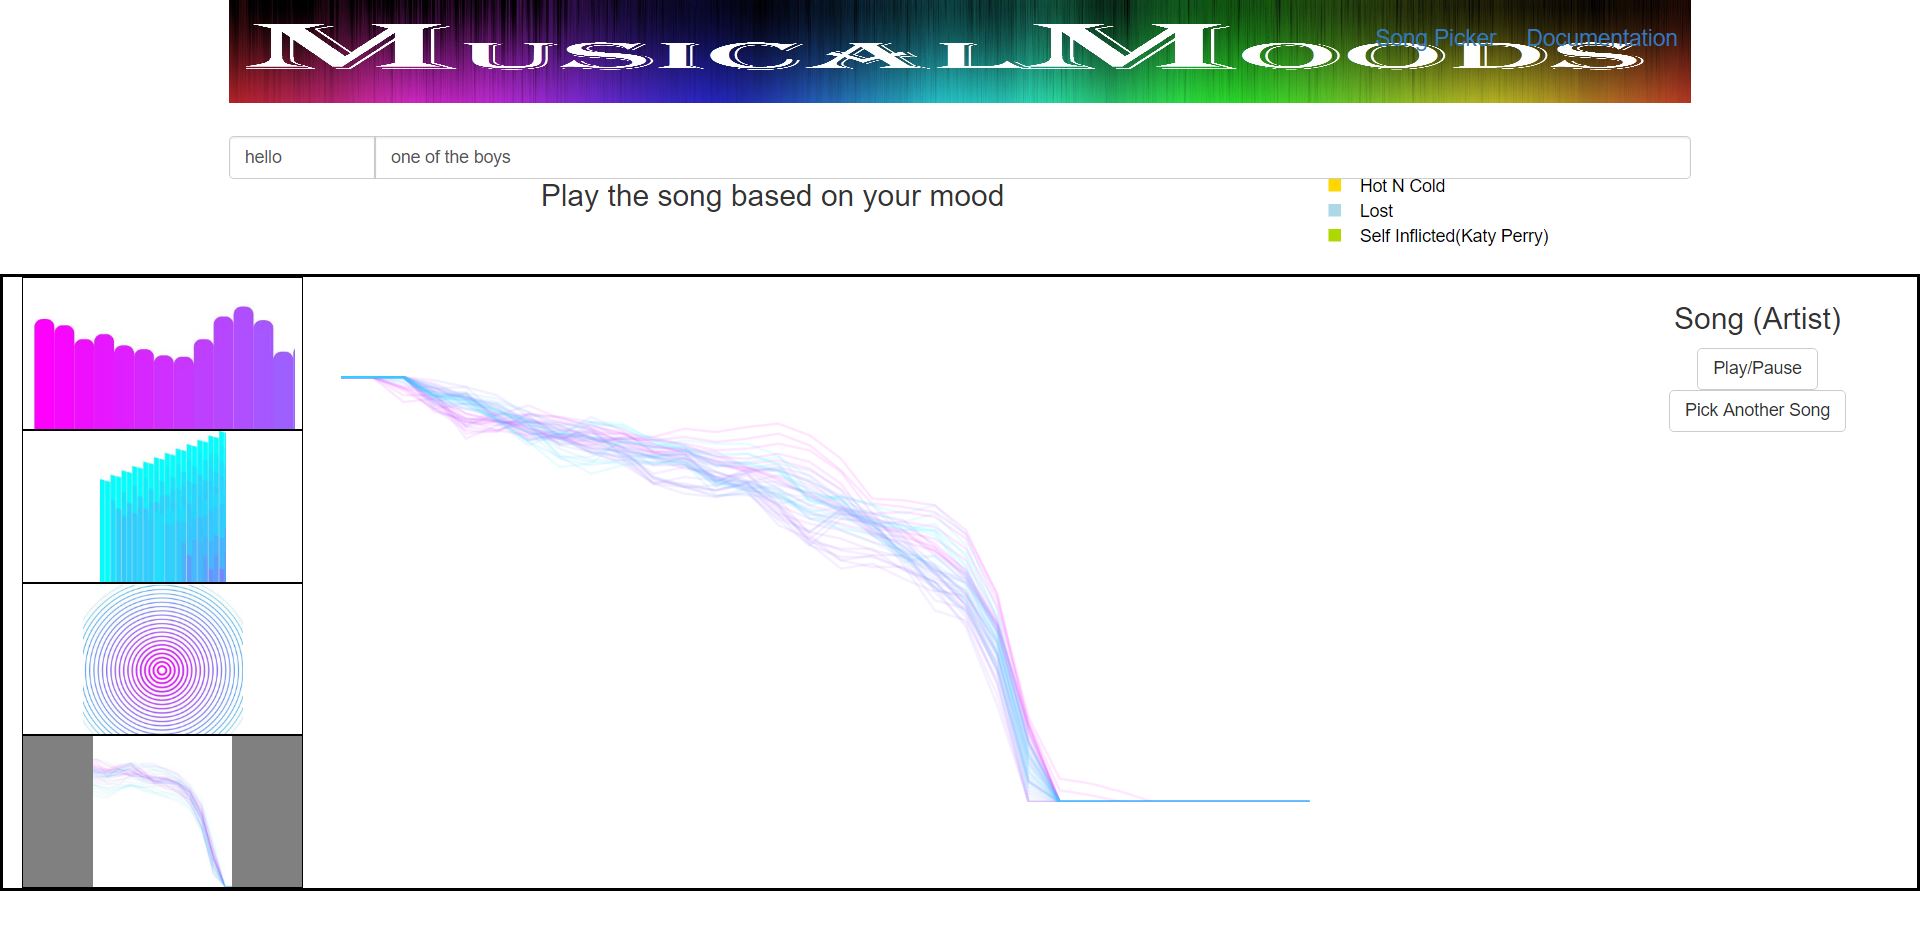 MusicalMoods
Song Picker Documentation
hello one of the boys
Play the song based on your mood
Hot N Cold
Lost
Self Inflicted(Katy Perry)
Song (Artist)
Play/Pause
Pick Another Song